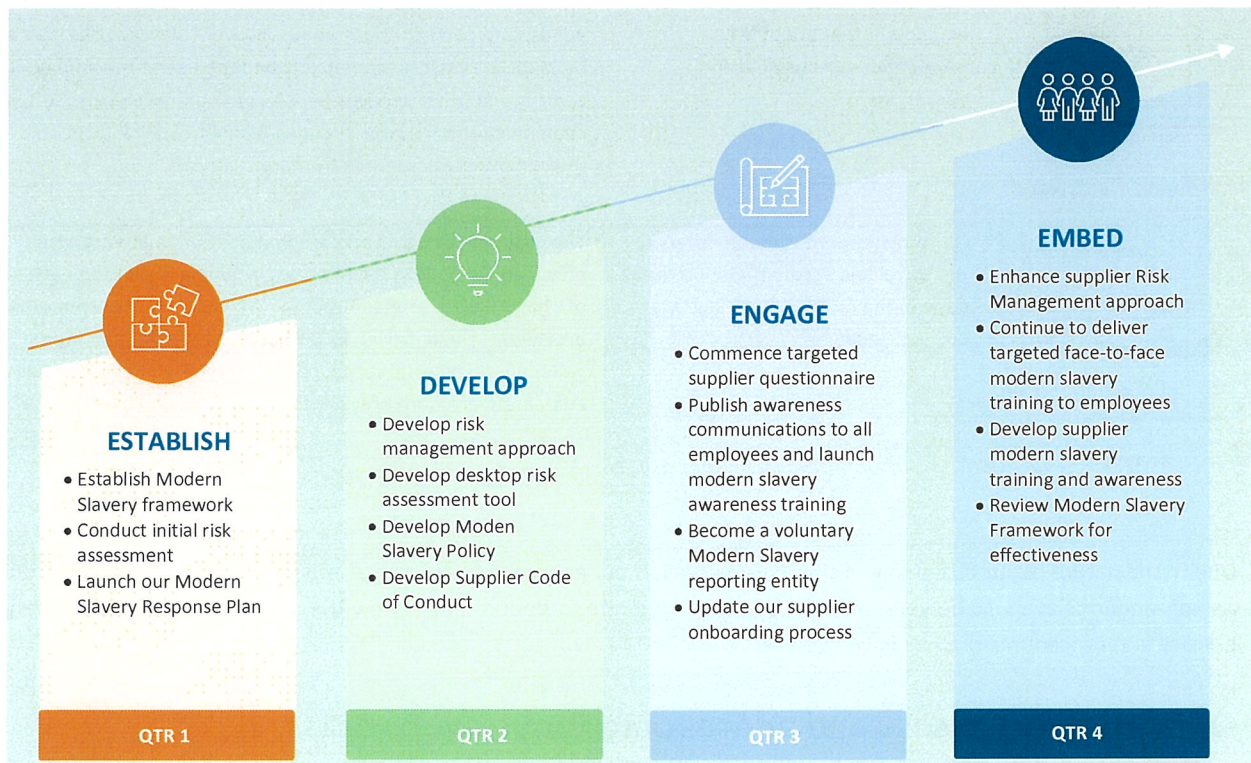 ESTABLISH
• Establish Modern
Slavery framework
• Conduct initial risk
assessment
• Launch our Modern
Slavery Response Plan
QTR 1
DEVELOP
• Develop risk
management approach
• Develop desktop risk
assessment tool
• Develop Moden
Slavery Policy
• Develop Supplier Code
of Conduct
QTR 2
ENGAGE
• Commence targeted
supplier questionnaire
• Publish awareness
communications to all
employees and launch
modern slavery
awareness training
• Become a voluntary
Modern Slavery
reporting entity
• Update our supplier
onboarding process
QTR 3
EMBED
• Enhance supplier Risk
Management approach
• Continue to deliver
targeted face-to-face
modern slavery
training to employees
• Develop supplier
modern slavery
training and awareness
• Review Modern Slavery
Framework for
effectiveness
QTR 4